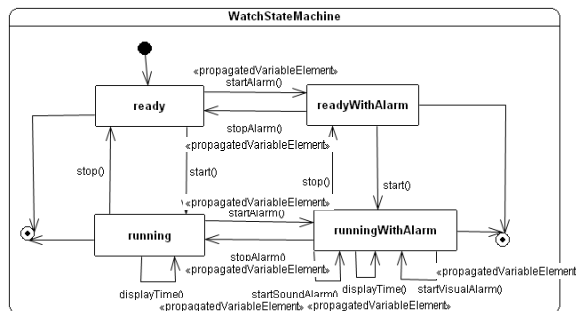 WatchStateMachine
«propagatedVariableElement»
startAlarm()
ready
readyWithAlarm
stopAlarm()
«propagatedVariableElement»
stop()
start()
stop()
start()
«propagatedVariableElement»
startAlarm()
running
runningWithAlarm
stopAlarm()
«propagatedVariableElement»
«propagatedVariableElement»
displayTime()
startSoundAlarm()
displayTime()
startVisualAlarm()
«propagatedVariableElement»
«propagatedVariableElement»